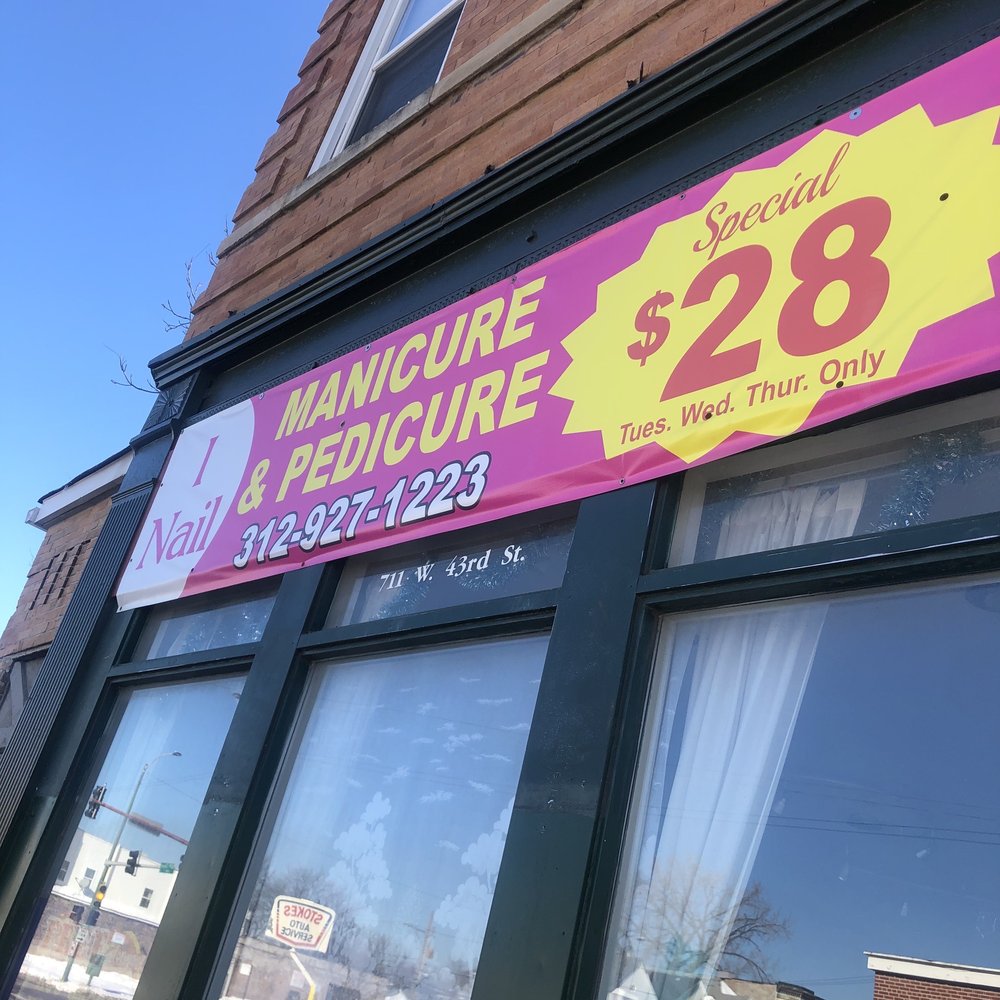 I
Nail
MANICURE
& PEDICURE
312-927-1223
Special
$28
Tues. Wed. Thur. Only
711 W. 43rd St.
STOKES
AUTO
SERVICE